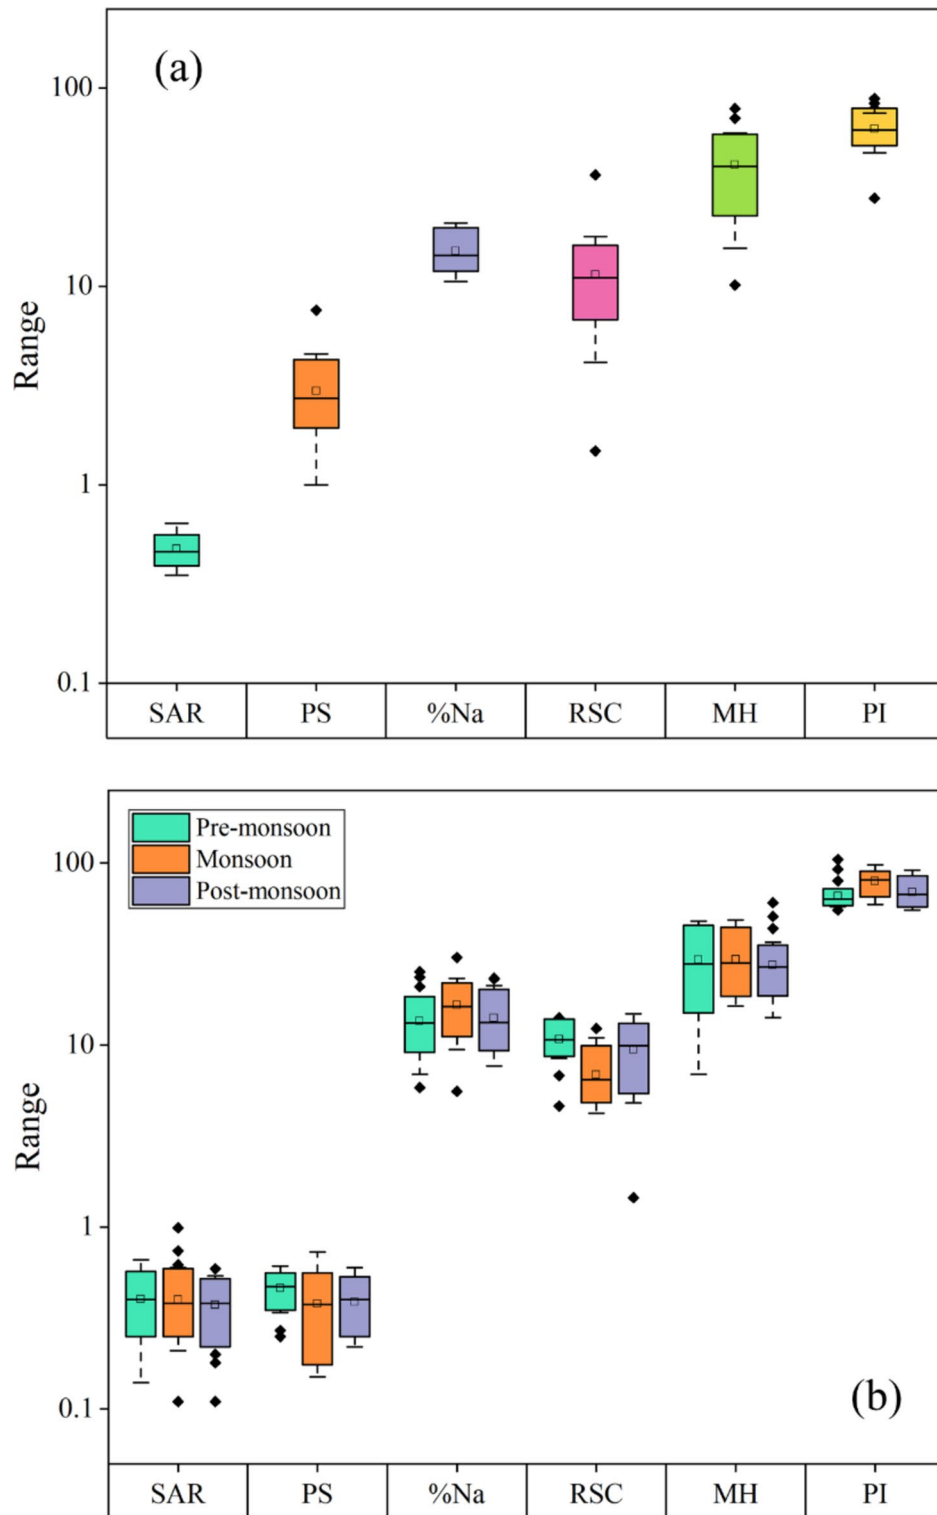 (a)
100
10
1
0.1
Range
SAR PS %Na RSC MH PI
Pre-monsoon
Monsoon
Post-monsoon
100
10
1
0.1
Range
(b)
SAR PS %Na RSC MH PI